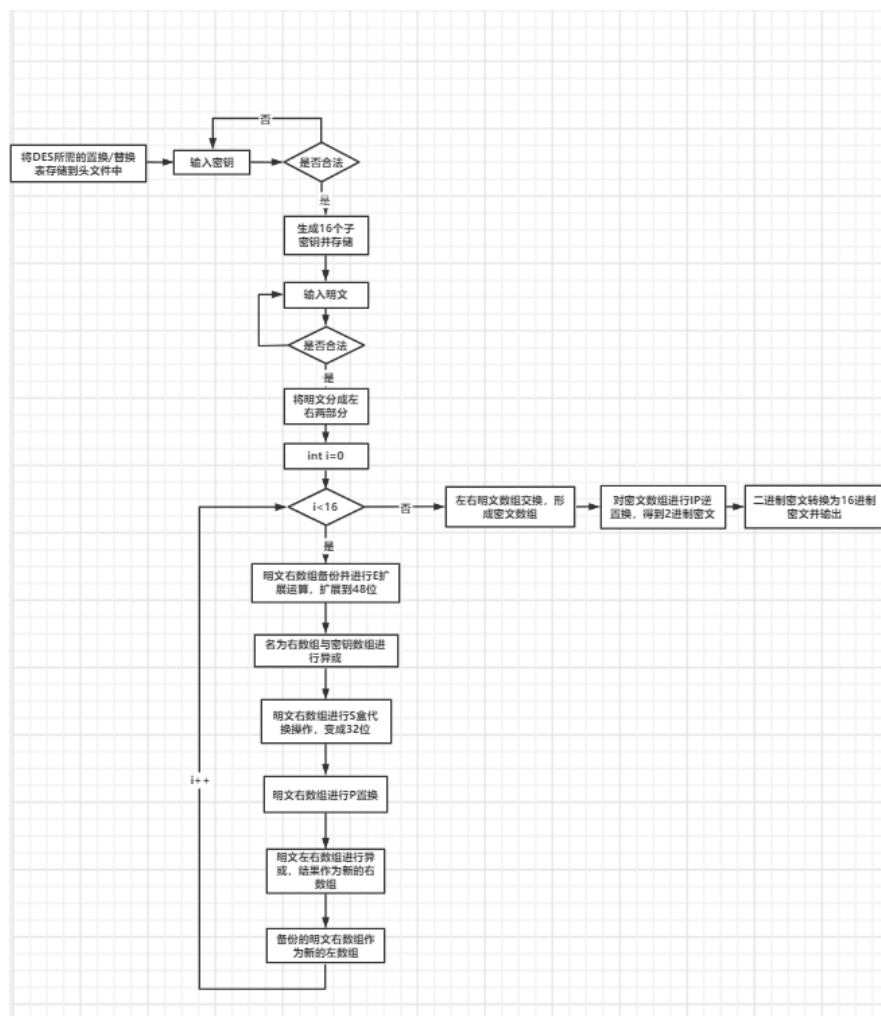 否
将DES所需的置换/替换
表存储到头文件中
输入密钥
是否合法
是
生成16个子
密钥并存储
输入明文
是否合法
是
将明文分成左
右两部分
int i=0
i<16
否
左右明文数组交换，形
成密文数组
对密文数组进行IP逆
置换，得到2进制密文
二进制密文转换为16进制
密文并输出
是
明文右数组备份并进行E扩
展运算，扩展到48位
名为右数组与密钥数组进
行异或
明文右数组进行S盒代
换操作，变成32位
i++
明文右数组进行P置换
明文左右数组进行异
或，结果作为新的右
数组
备份的明文右数组作
为新的左数组